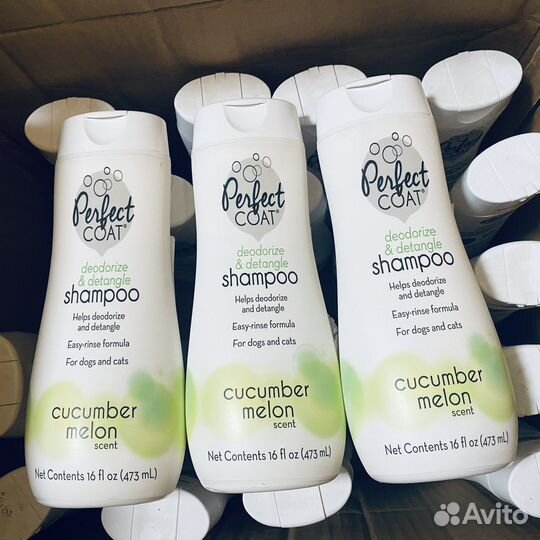 Perfect
COAT®
deodorize
& detangle
shampoo
Helps deodorize
and detangle
Easy-rinse formula
For dogs and cats
cucumber
melon
scent
Net Contents 16 fl oz (473 mL)
Perfect
COAT®
deodorize
& detangle
shampoo
Helps deodorize
and detangle
Easy-rinse formula
For dogs and cats
cucumber
melon
scent
Net Contents 16 fl oz (473 mL)
Perfect
COAT®
deodorize
& detangle
shampoo
Helps deodorize
and detangle
Easy-rinse formula
For dogs and cats
cucumber
melon
scent
Net Contents 16 fl oz (473 mL)
Avito